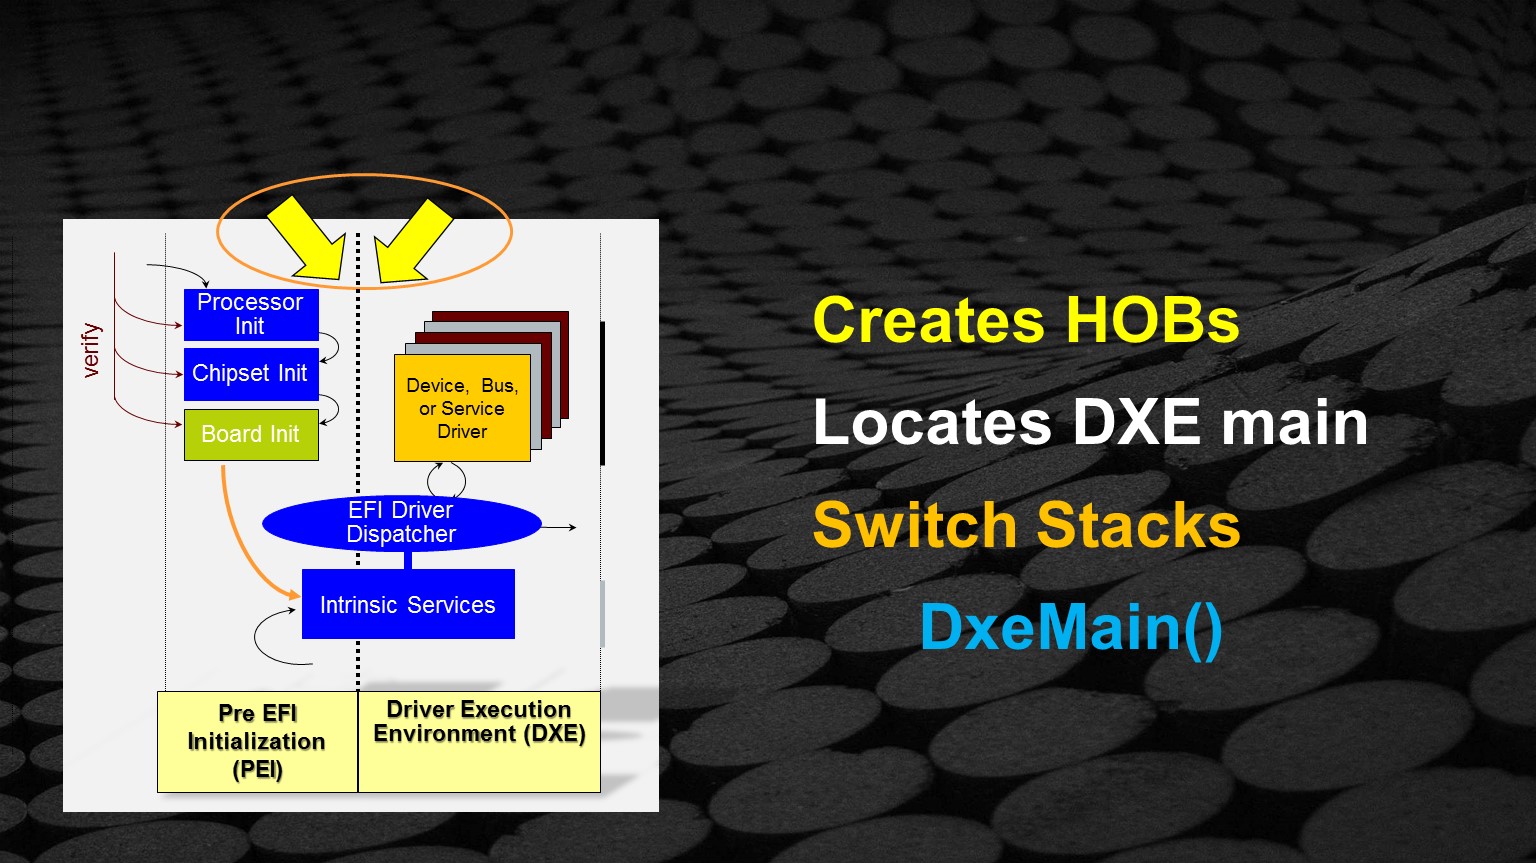 verify
Processor
Init
Chipset Init
Board Init
Device, Bus,
or Service
Driver
EFI Driver
Dispatcher
Intrinsic Services
Pre EFI
Initialization
(PEI)
Driver Execution
Environment (DXE)
Creates HOBs
Locates DXE main
Switch Stacks
DxeMain()